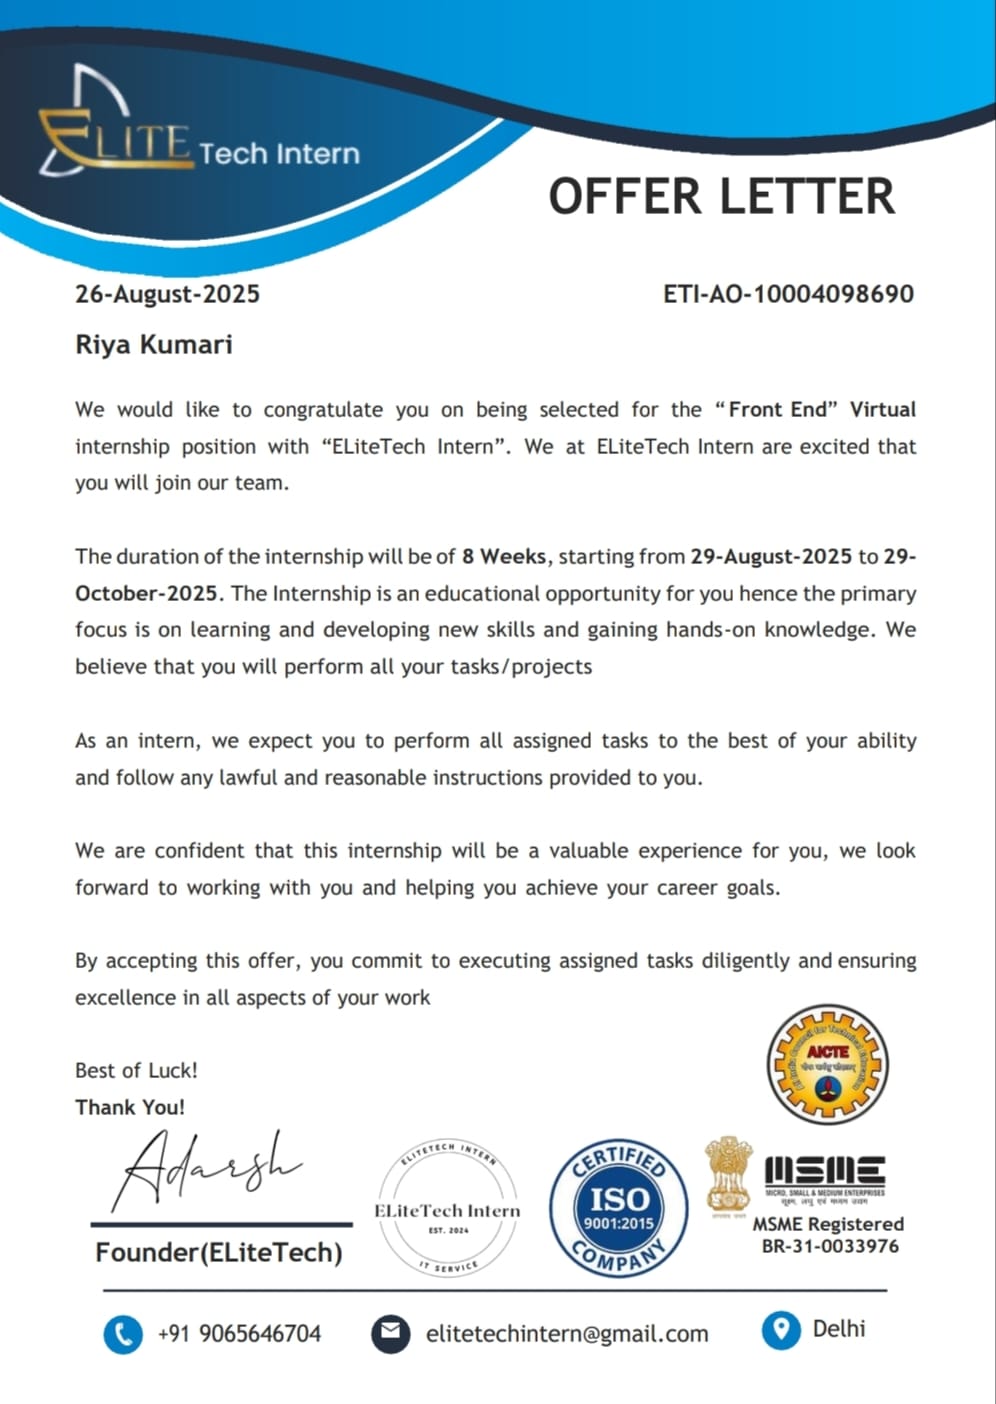 ELITE Tech Intern
OFFER LETTER
26-August-2025 ETI-AO-10004098690
Riya Kumari
We would like to congratulate you on being selected for the “Front End” Virtual
internship position with “ELiteTech Intern”. We at ELiteTech Intern are excited that
you will join our team.
The duration of the internship will be of 8 Weeks, starting from 29-August-2025 to 29-
October-2025. The Internship is an educational opportunity for you hence the primary
focus is on learning and developing new skills and gaining hands-on knowledge. We
believe that you will perform all your tasks/projects
As an intern, we expect you to perform all assigned tasks to the best of your ability
and follow any lawful and reasonable instructions provided to you.
We are confident that this internship will be a valuable experience for you, we look
forward to working with you and helping you achieve your career goals.
By accepting this offer, you commit to executing assigned tasks diligently and ensuring
excellence in all aspects of your work
Best of Luck!
Thank You!
All India Council for Technical Education
AICTE
Adarsh
Founder(ELiteTech)
ELITETECH INTERN
ELiteTech Intern
EST. 2024
IT SERVICE
CERTIFIED
ISO
9001:2015
COMPANY
MSME
MICRO, SMALL & MEDIUM ENTERPRISES
सूक्ष्म, लघु एवं मध्यम उद्यम
MSME Registered
BR-31-0033976
+91 9065646704 elitetechintern@gmail.com Delhi